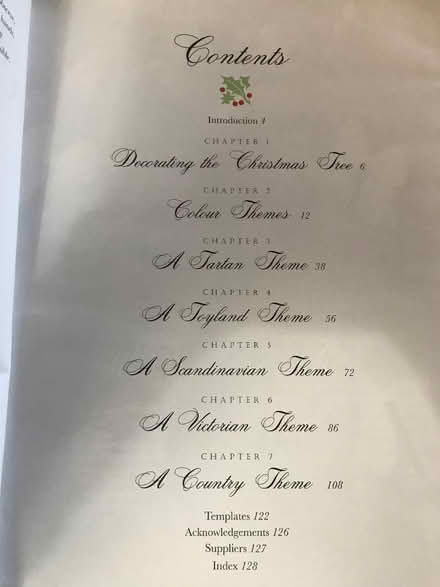 Contents
Introduction 4
CHAPTER 1
Decorating the Christmas Tree 6
CHAPTER 2
Colour Themes 12
CHAPTER 3
A Tartan Theme 38
CHAPTER 4
A Toyland Theme 56
CHAPTER 5
A Scandinavian Theme 72
CHAPTER 6
A Victorian Theme 86
CHAPTER 7
A Country Theme 108
Templates 122
Acknowledgements 126
Suppliers 127
Index 128